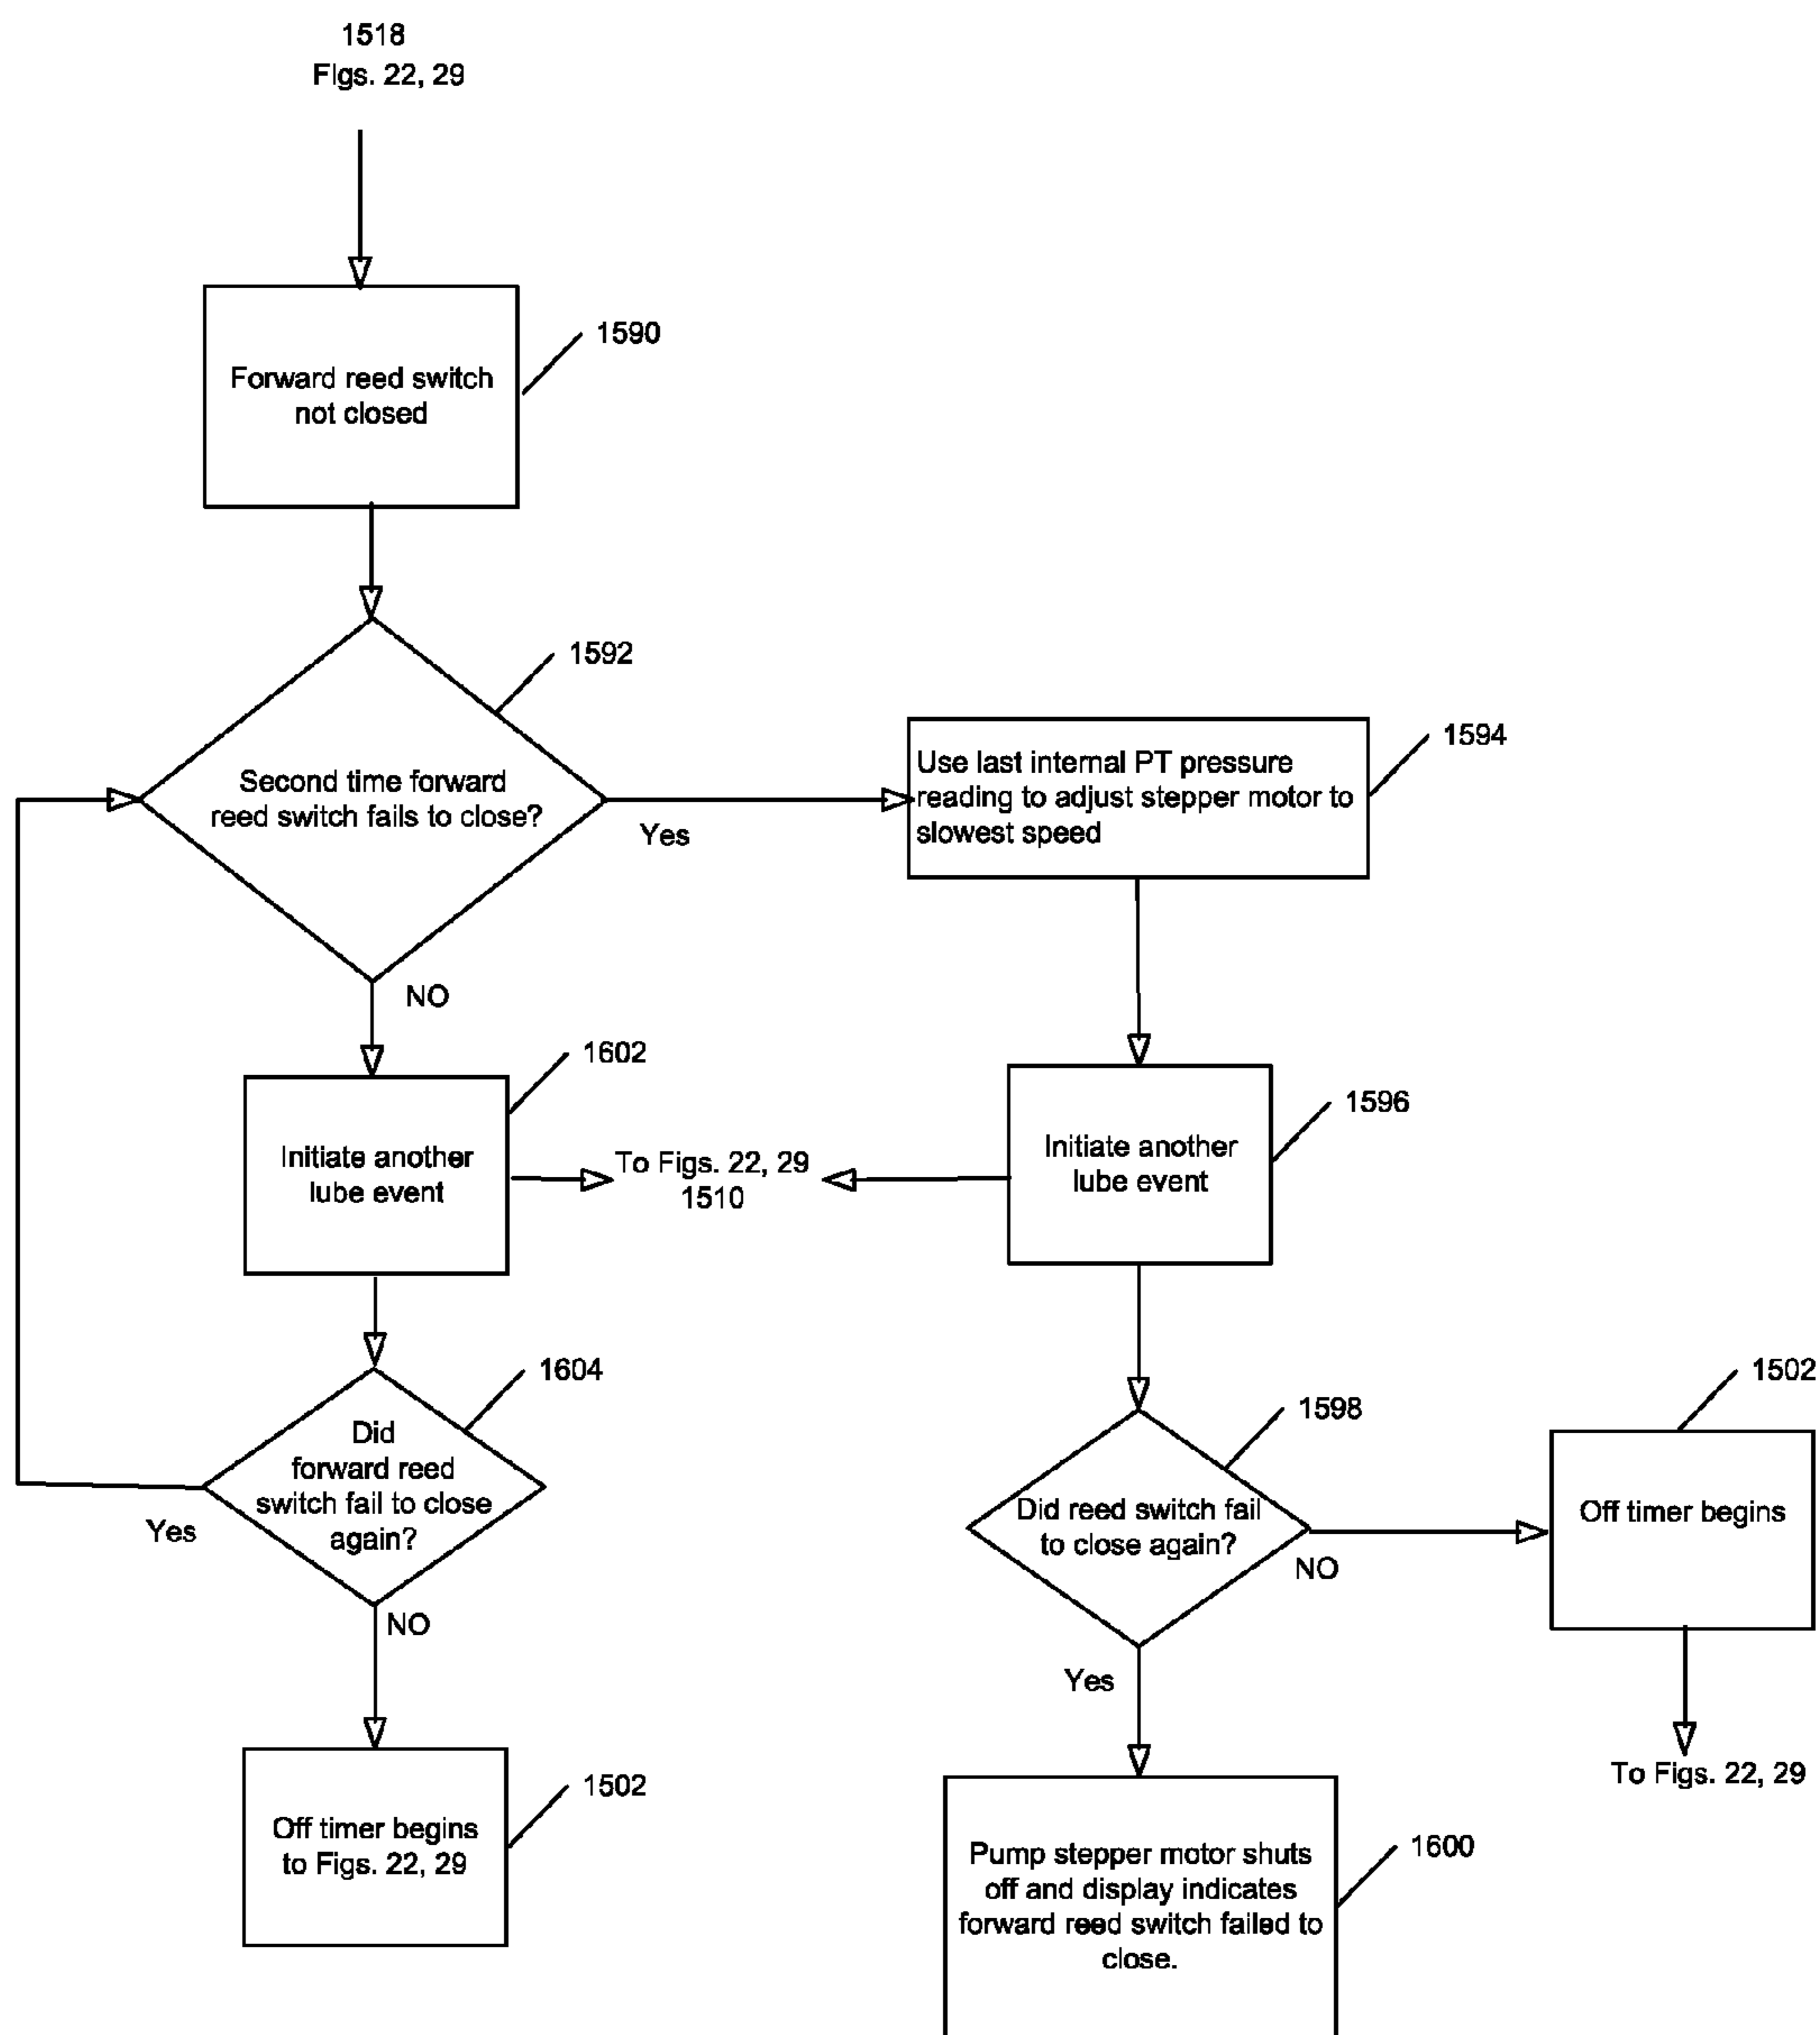 1518
Figs. 22, 29
1590
Forward reed switch
not closed
1592
Second time forward
reed switch fails to close?
Yes
NO
1594
Use last internal PT pressure
reading to adjust stepper motor to
slowest speed
1602
Initiate another
lube event
To Figs. 22, 29
1510
1596
Initiate another
lube event
1604
Did
forward reed
switch fail to close
again?
Yes
NO
1598
Did reed switch fail
to close again?
NO
Yes
1502
Off timer begins
To Figs. 22, 29
1502
Off timer begins
to Figs. 22, 29
1600
Pump stepper motor shuts
off and display indicates
forward reed switch failed to
close.